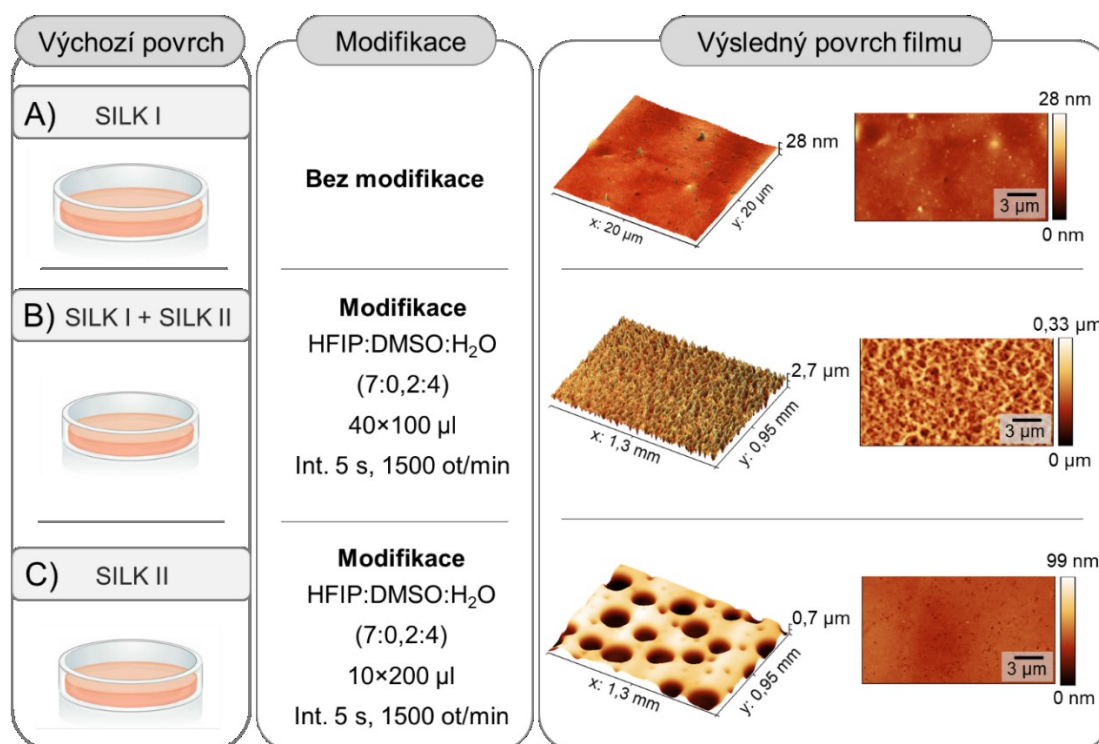 Výchozí povrch
Modifikace
Výsledný povrch filmu
A) SILK I
Bez modifikace
28 nm
x: 20 µm
y: 20 µm
28 nm
3 µm
0 nm
B) SILK I + SILK II
Modifikace
HFIP:DMSO:H₂O
(7:0,2:4)
40×100 µl
Int. 5 s, 1500 ot/min
2,7 µm
x: 1,3 mm
y: 0,95 mm
0,33 µm
3 µm
0 µm
C) SILK II
Modifikace
HFIP:DMSO:H₂O
(7:0,2:4)
10×200 µl
Int. 5 s, 1500 ot/min
0,7 µm
x: 1,3 mm
y: 0,95 mm
99 nm
3 µm
0 nm